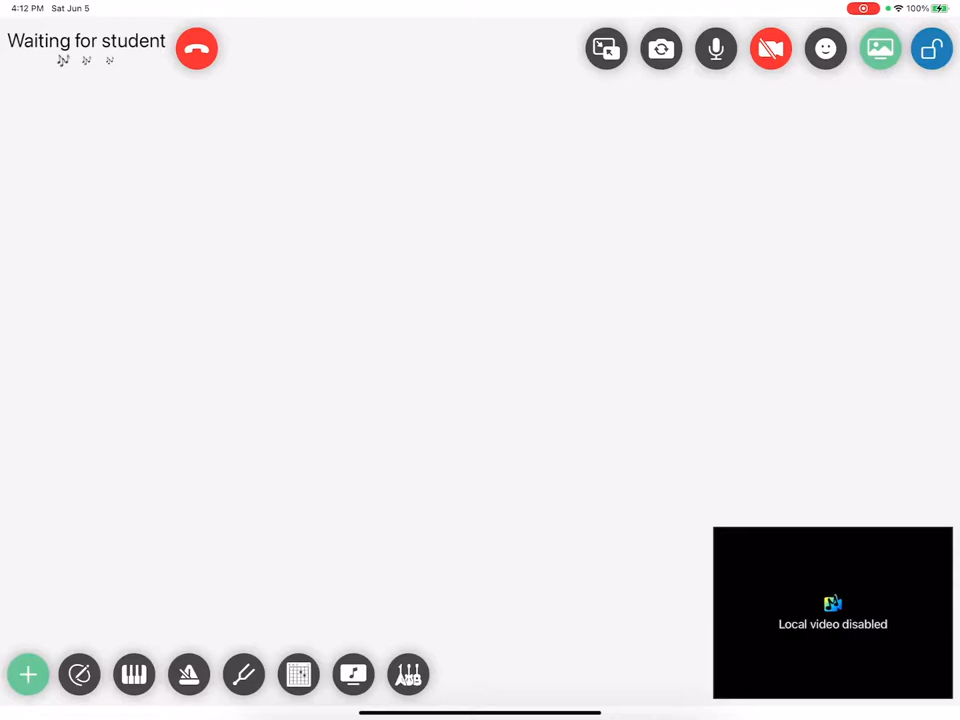 4:12 PM Sat Jun 5
100%
Waiting for student
Local video disabled